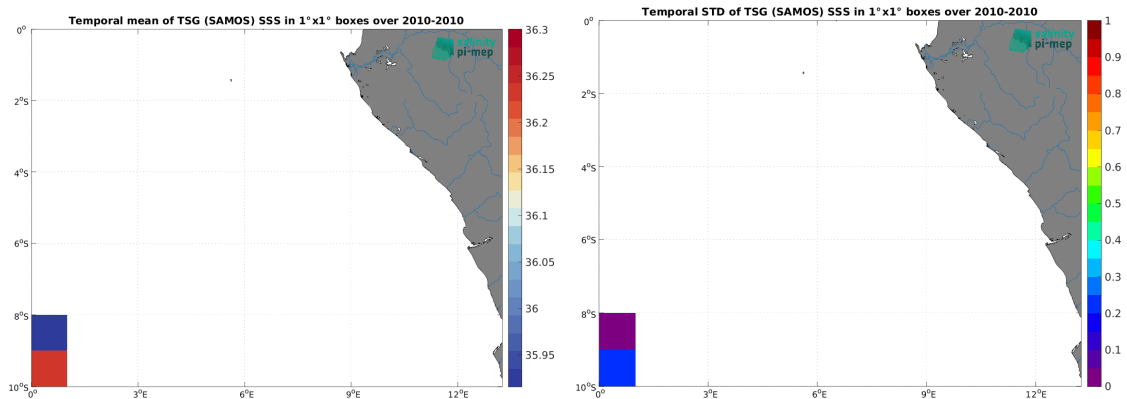 Temporal mean of TSG (SAMOS) SSS in 1°x1° boxes over 2010-2010
salinity
pi-mep
0°
2°S
4°S
6°S
8°S
10°S
0°
3°E
6°E
9°E
12°E
36.3
36.25
36.2
36.15
36.1
36.05
36
35.95
Temporal STD of TSG (SAMOS) SSS in 1°x1° boxes over 2010-2010
salinity
pi-mep
0°
2°S
4°S
6°S
8°S
10°S
0°
3°E
6°E
9°E
12°E
1
0.9
0.8
0.7
0.6
0.5
0.4
0.3
0.2
0.1
0